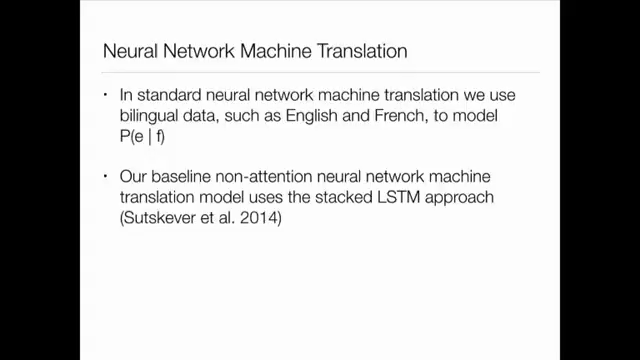 Neural Network Machine Translation
• In standard neural network machine translation we use
bilingual data, such as English and French, to model
P(e | f)
• Our baseline non-attention neural network machine
translation model uses the stacked LSTM approach
(Sutskever et al. 2014)